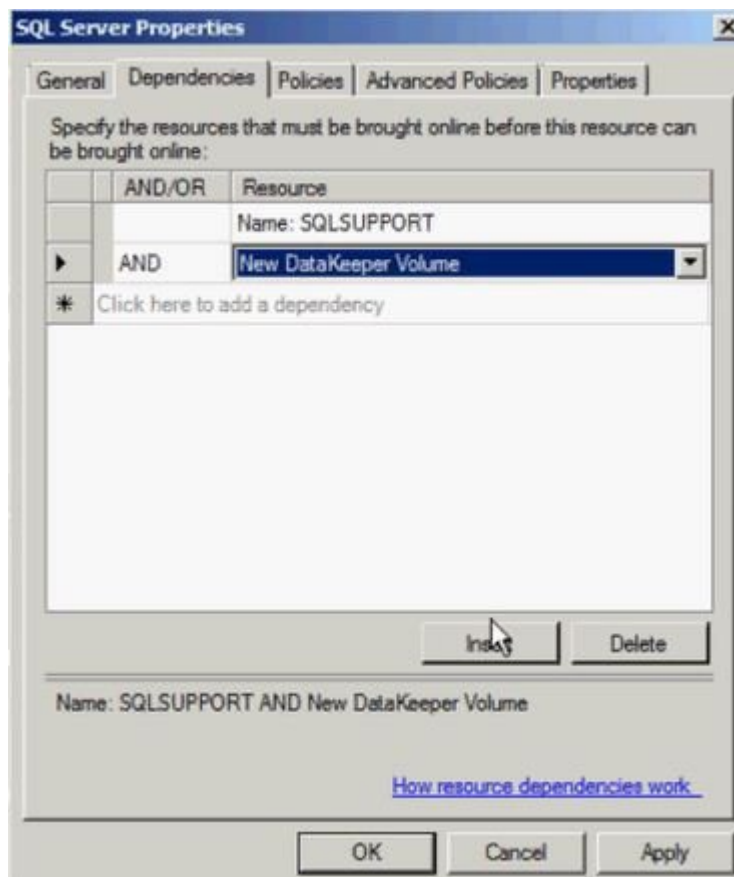 SQL Server Properties
General Dependencies Policies Advanced Policies Properties
Specify the resources that must be brought online before this resource can
be brought online:
AND/OR Resource
Name: SQLSUPPORT
AND New DataKeeper Volume
Click here to add a dependency
Delete
Name: SQLSUPPORT AND New DataKeeper Volume
How resource dependencies work
OK Cancel Apply